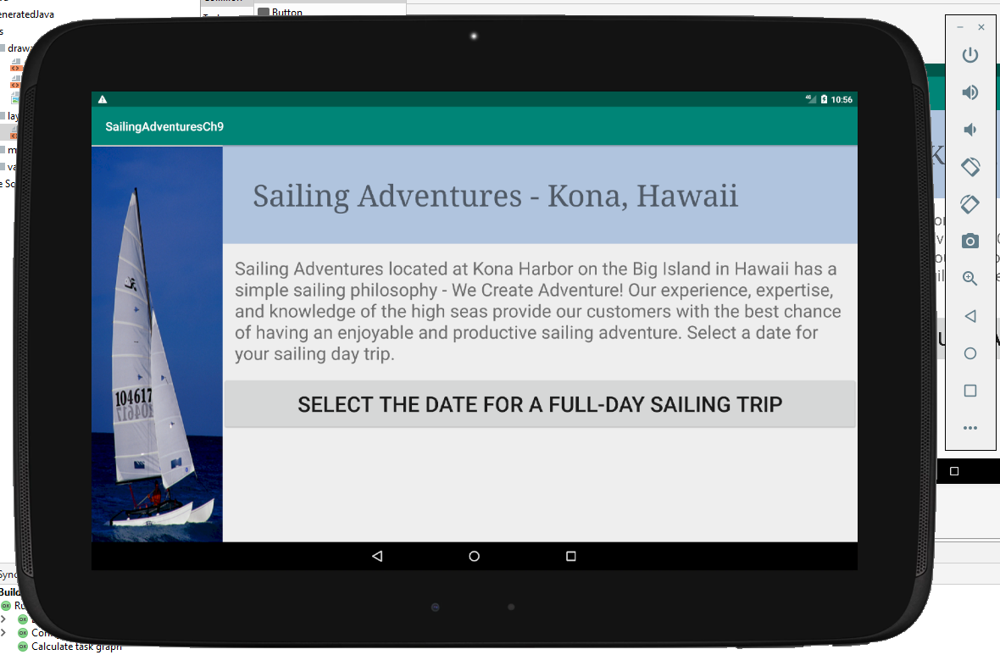 Button
eneratedJava
10:56
SailingAdventuresCh9
Sailing Adventures - Kona, Hawaii
Sailing Adventures located at Kona Harbor on the Big Island in Hawaii has a
simple sailing philosophy - We Create Adventure! Our experience, expertise,
and knowledge of the high seas provide our customers with the best chance
of having an enjoyable and productive sailing adventure. Select a date for
your sailing day trip.
104617
SELECT THE DATE FOR A FULL-DAY SAILING TRIP
Calculate task graph